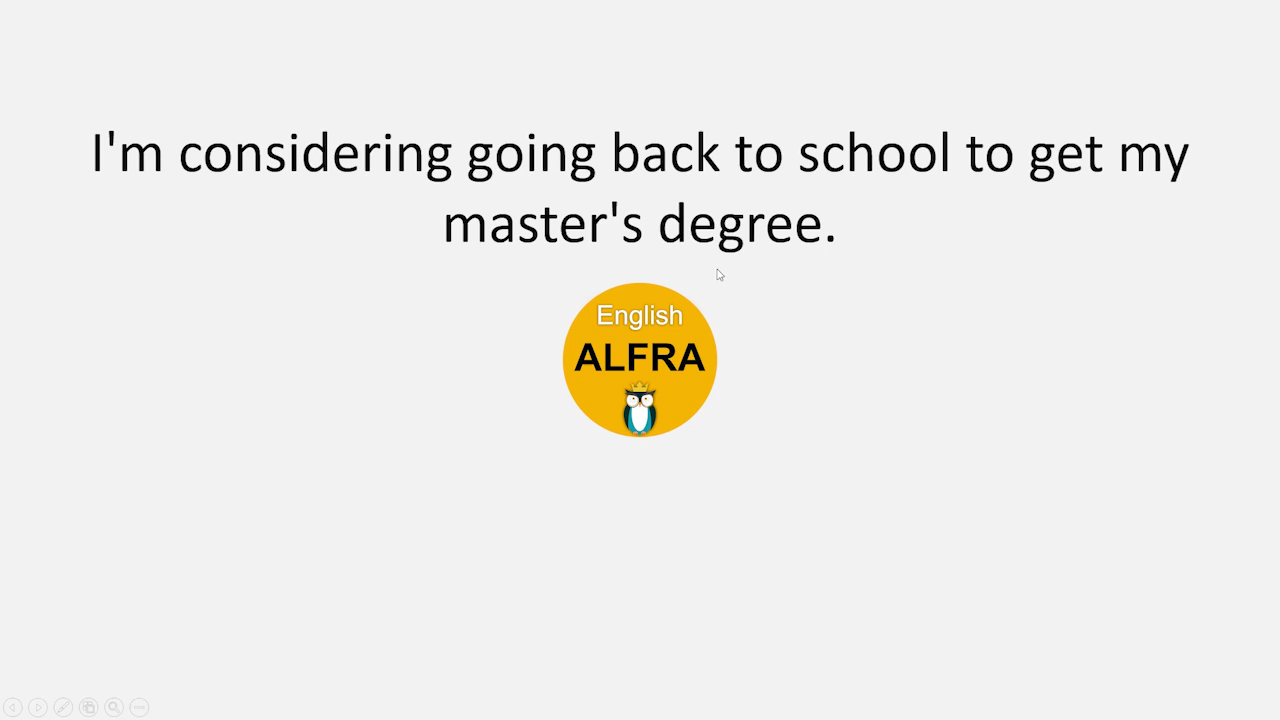 I'm considering going back to school to get my
master's degree.
English
ALFRA